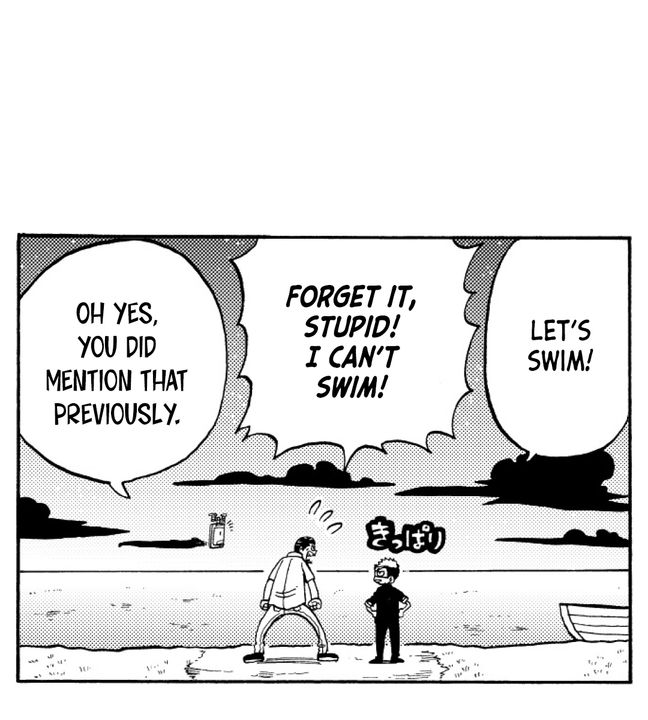 LET'S
SWIM!
FORGET IT,
STUPID!
I CAN'T
SWIM!
OH YES,
YOU DID
MENTION THAT
PREVIOUSLY.
きっぱり